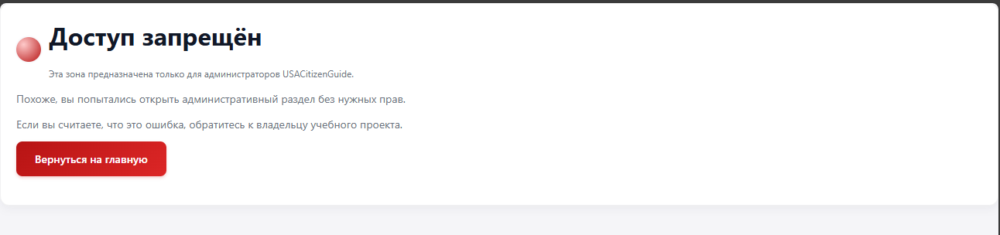 Доступ запрещён
Эта зона предназначена только для администраторов USACitizenGuide.
Похоже, вы попытались открыть административный раздел без нужных прав.
Если вы считаете, что это ошибка, обратитесь к владельцу учебного проекта.
Вернуться на главную